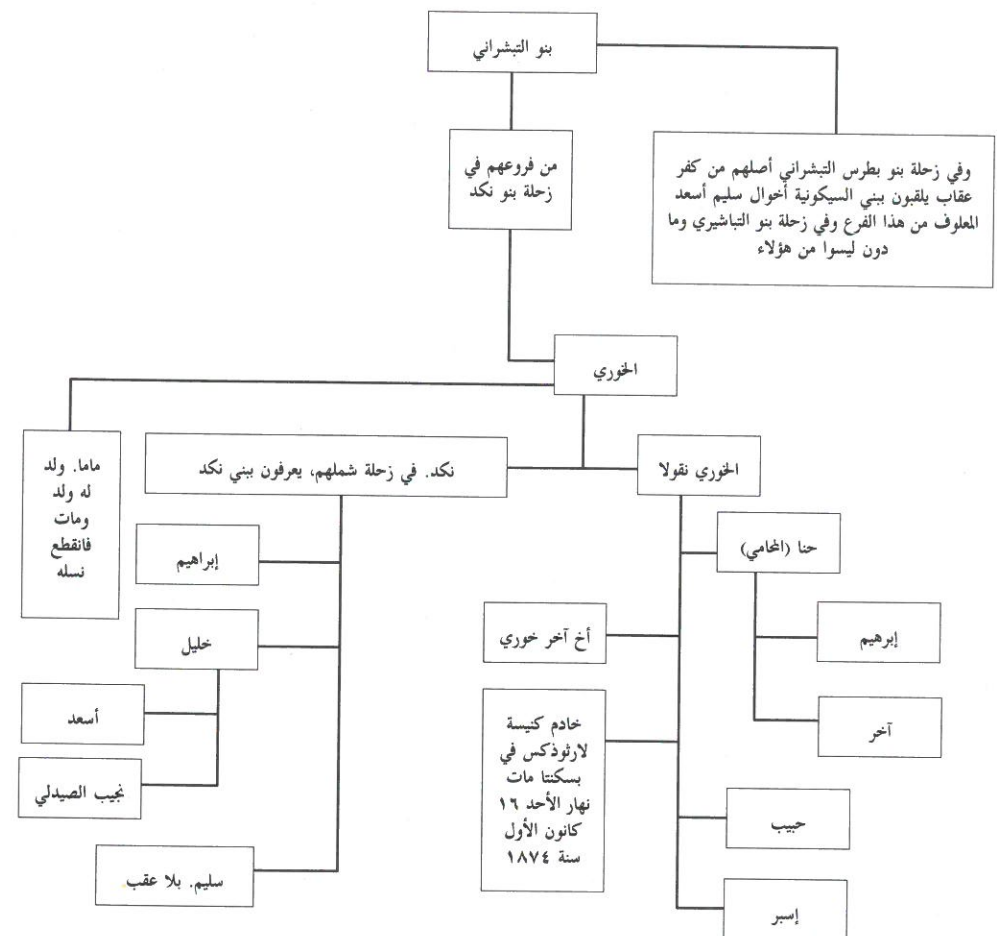 بنو التبشراني
وفي زحلة بنو بطرس التبشراني أصلهم من كفر
عقاب يلقبون ببني السيكونية أخوال سليم أسعد
المعلوف من هذا الفرع وفي زحلة بنو التباشيري وما
دون ليسوا من هؤلاء
من فروعهم في
زحلة بنو نكد
الخوري
الخوري نقولا
نكد. في زحلة شملهم، يعرفون ببني نكد
ماما. ولد
له ولد
ومات
فانقطع
نسله
حنا (المحامي)
إبرهيم
آخر
أخ آخر خوري
خادم كنيسة
لارثوذكس في
بسكنتا مات
نهار الأحد ١٦
كانون الأول
سنة ١٨٧٤
حبيب
إسبر
إبراهيم
خليل
أسعد
نجيب الصيدلي
سليم. بلا عقب